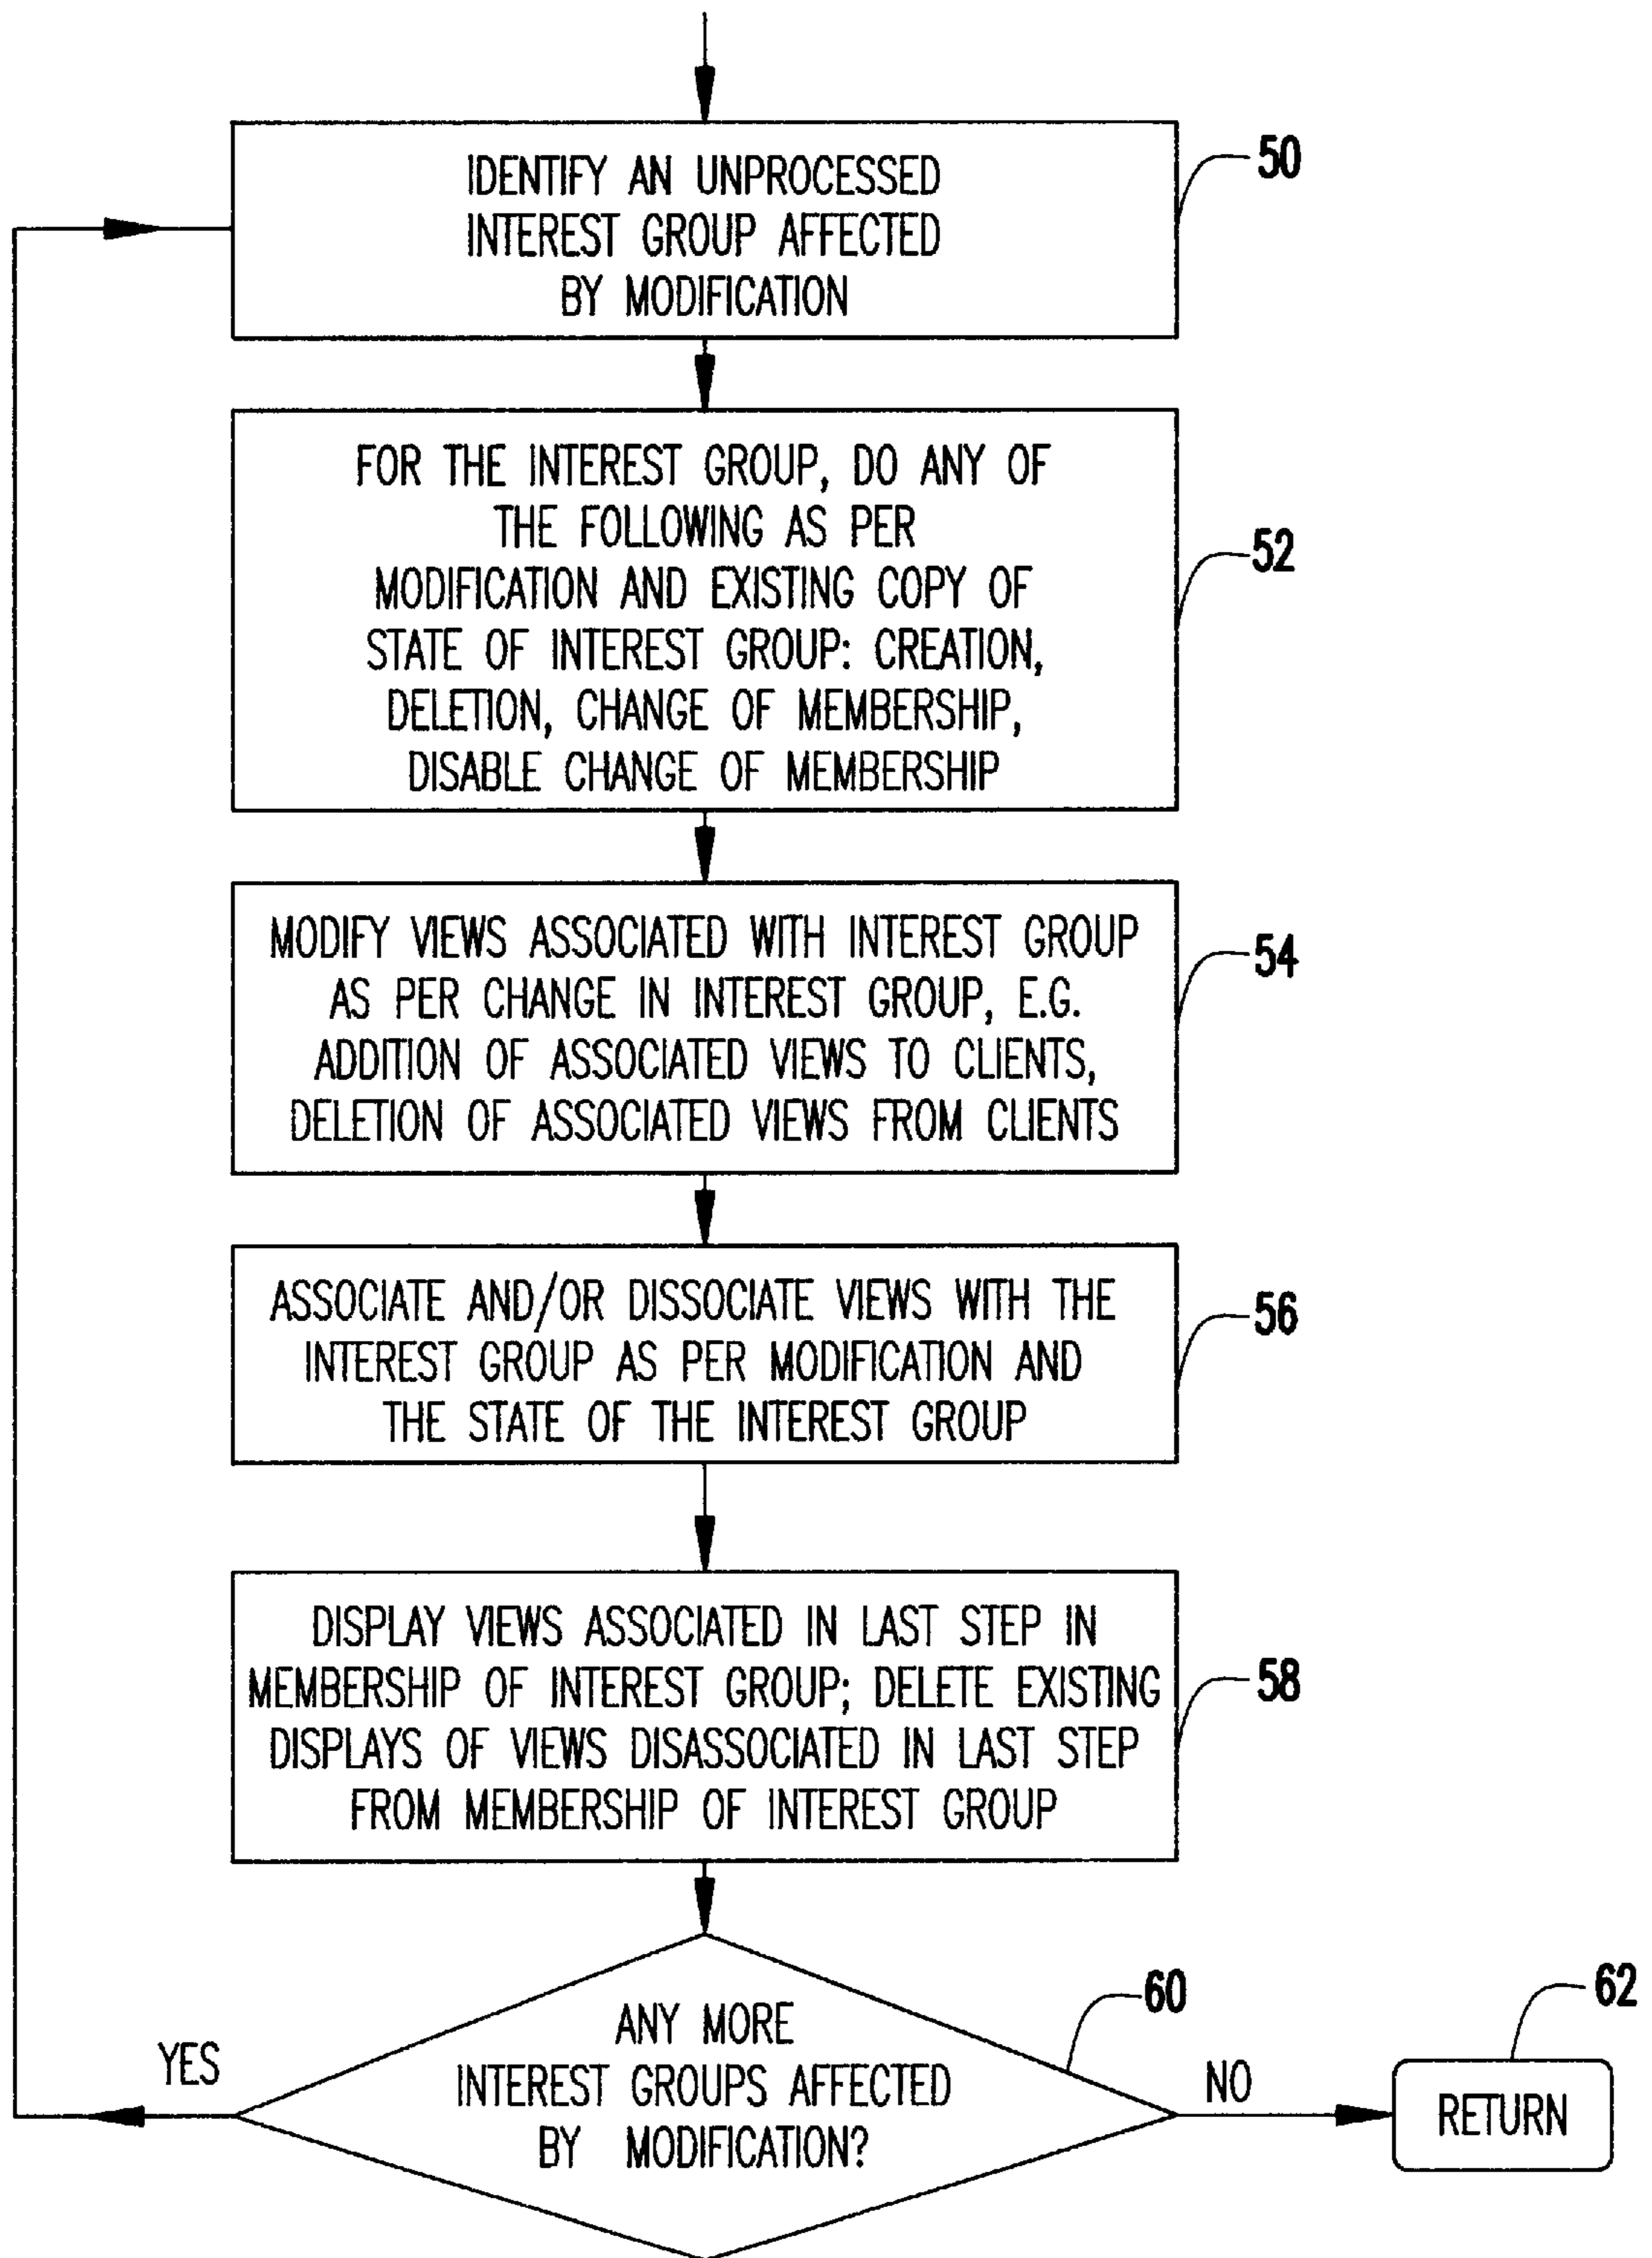 IDENTIFY AN UNPROCESSED
INTEREST GROUP AFFECTED
BY MODIFICATION
50
FOR THE INTEREST GROUP, DO ANY OF
THE FOLLOWING AS PER
MODIFICATION AND EXISTING COPY OF
STATE OF INTEREST GROUP: CREATION,
DELETION, CHANGE OF MEMBERSHIP,
DISABLE CHANGE OF MEMBERSHIP
52
MODIFY VIEWS ASSOCIATED WITH INTEREST GROUP
AS PER CHANGE IN INTEREST GROUP, E.G.
ADDITION OF ASSOCIATED VIEWS TO CLIENTS,
DELETION OF ASSOCIATED VIEWS FROM CLIENTS
54
ASSOCIATE AND/OR DISSOCIATE VIEWS WITH THE
INTEREST GROUP AS PER MODIFICATION AND
THE STATE OF THE INTEREST GROUP
56
DISPLAY VIEWS ASSOCIATED IN LAST STEP IN
MEMBERSHIP OF INTEREST GROUP; DELETE EXISTING
DISPLAYS OF VIEWS DISASSOCIATED IN LAST STEP
FROM MEMBERSHIP OF INTEREST GROUP
58
ANY MORE
INTEREST GROUPS AFFECTED
BY MODIFICATION?
60
YES
NO
RETURN
62